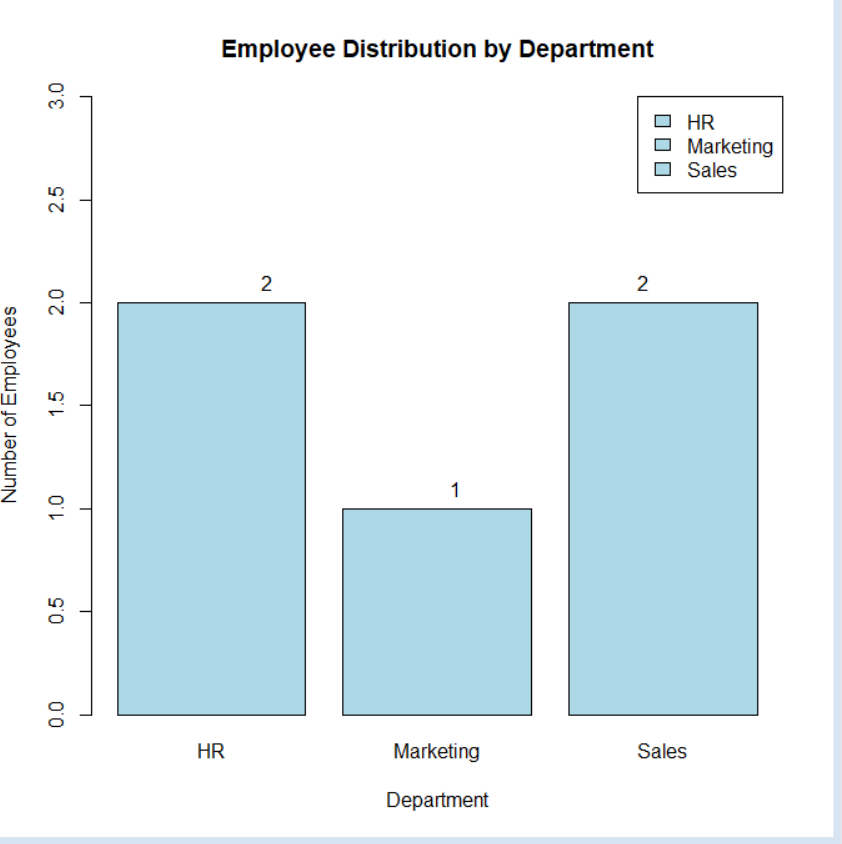 Employee Distribution by Department
HR
Marketing
Sales
Number of Employees
3.0
2.5
2.0
1.5
1.0
0.5
0.0
2
1
2
HR
Marketing
Sales
Department